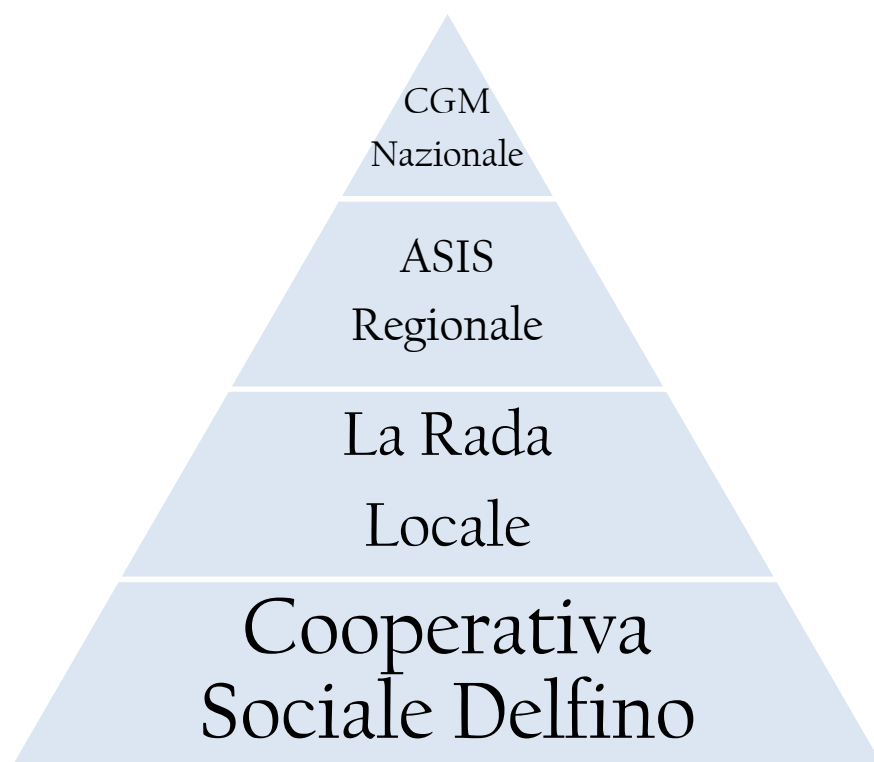 CGM
Nazionale
ASIS
Regionale
La Rada
Locale
Cooperativa
Sociale Delfino